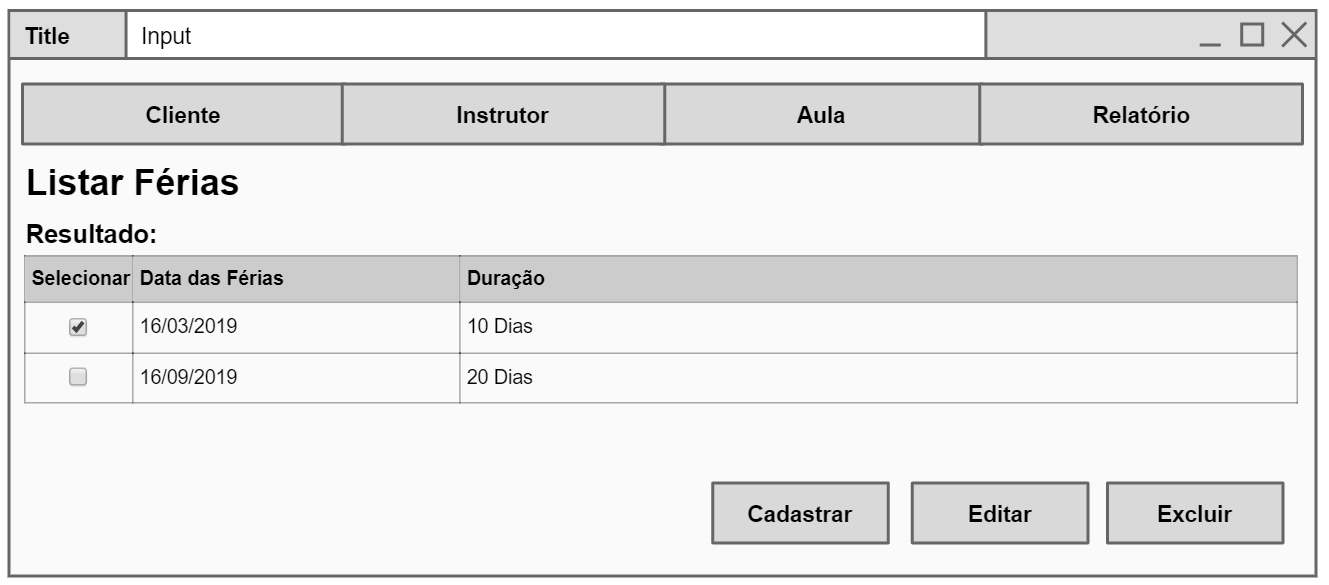 Title Input
Cliente Instrutor Aula Relatório
Listar Férias
Resultado:
Selecionar Data das Férias Duração
16/03/2019 10 Dias
16/09/2019 20 Dias
Cadastrar Editar Excluir